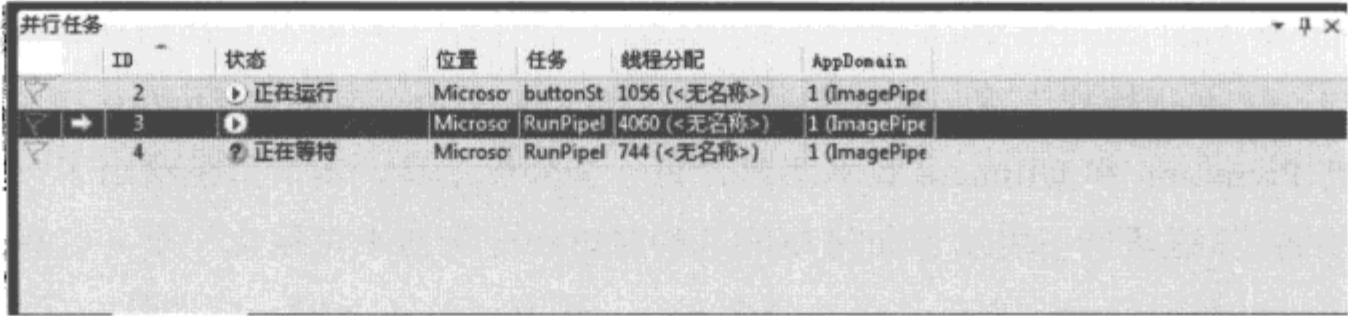 并行任务
ID 状态 位置 任务 线程分配 AppDomain
2 正在运行 Microso buttonSt 1056 (<无名称>) 1 (ImagePipe
3 Microso RunPipel 4060 (<无名称>) 1 (ImagePipe
4 正在等待 Microso RunPipel 744 (<无名称>) 1 (ImagePipe